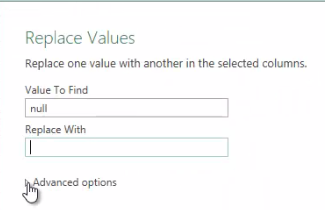 Replace Values
Replace one value with another in the selected columns.
Value To Find
null
Replace With
Advanced options